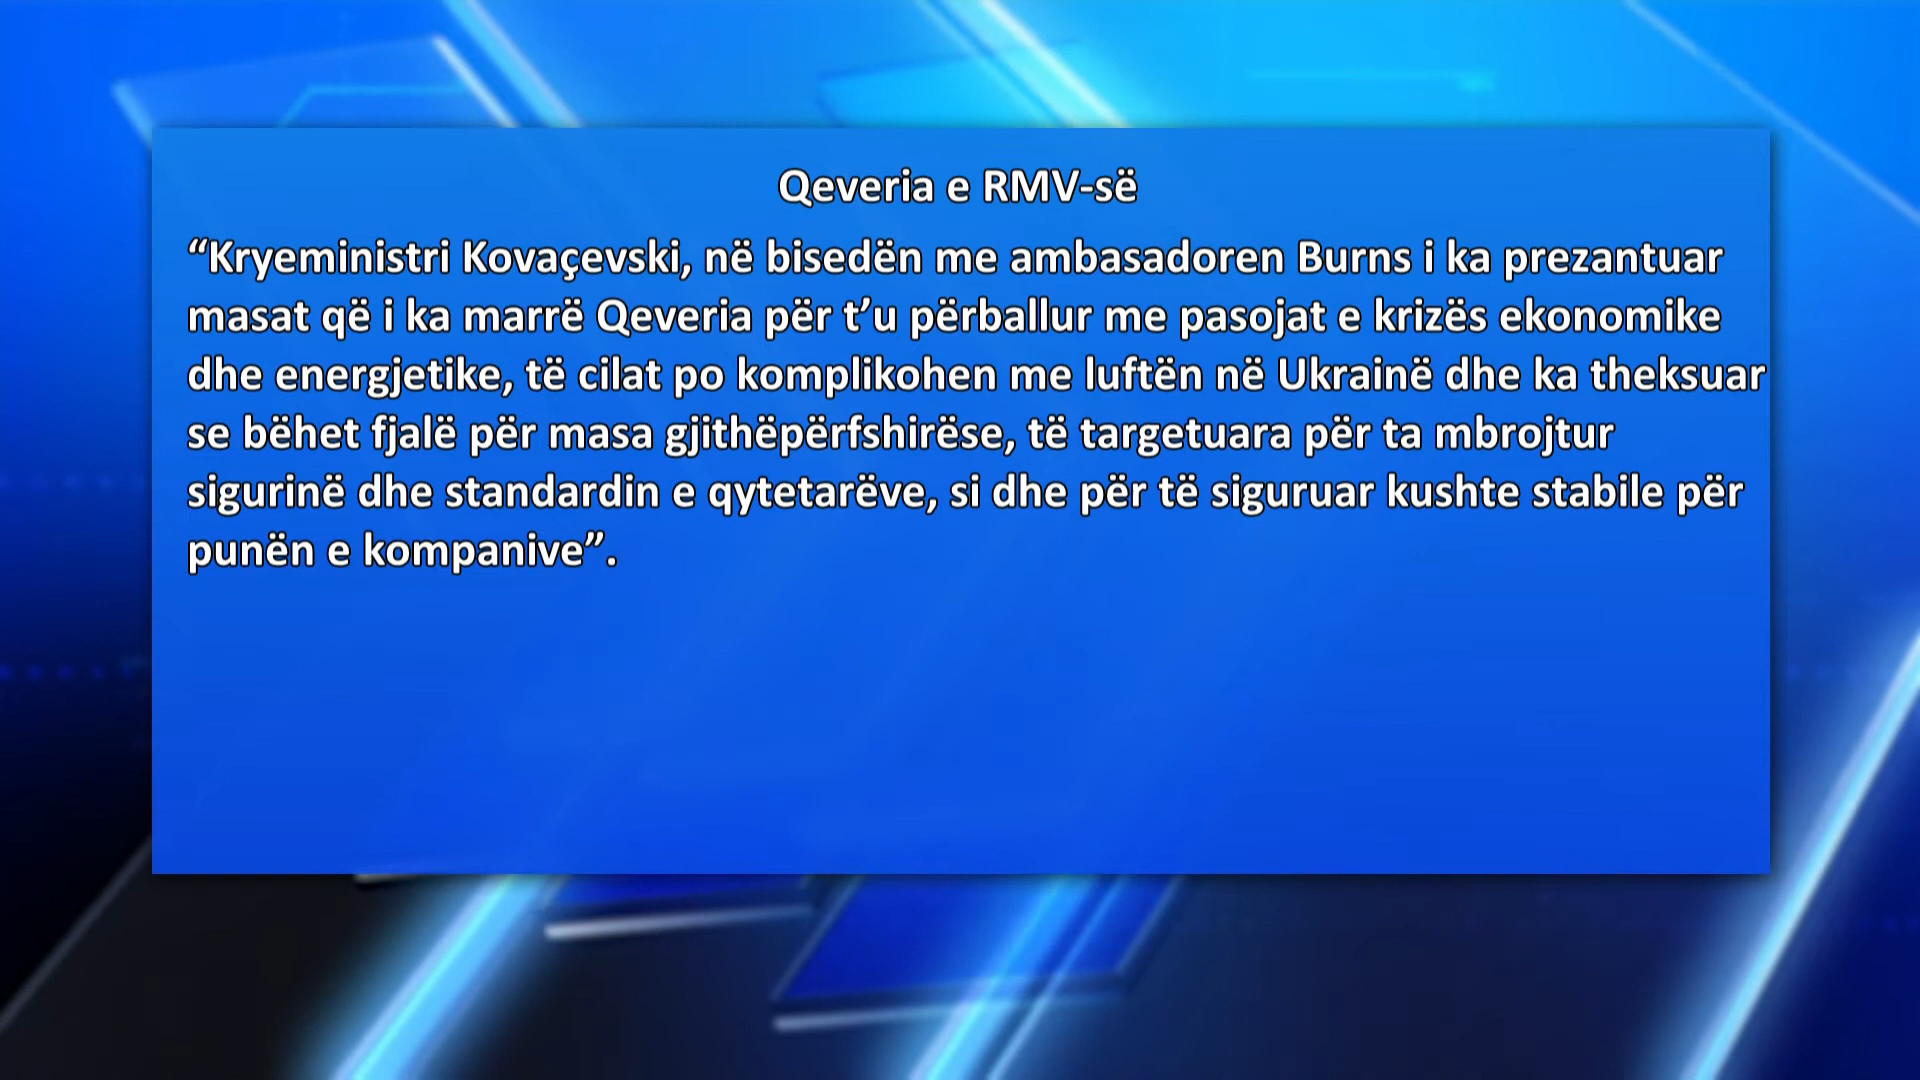 Qeveria e RMV-së
“Kryeministri Kovaçevski, në bisedën me ambasadoren Burns i ka prezantuar
masat që i ka marrë Qeveria për t’u përballur me pasojat e krizës ekonomike
dhe energjetike, të cilat po komplikohen me luftën në Ukrainë dhe ka theksuar
se bëhet fjalë për masa gjithëpërfshirëse, të targetuara për ta mbrojtur
sigurinë dhe standardin e qytetarëve, si dhe për të siguruar kushte stabile për
punën e kompanive”.